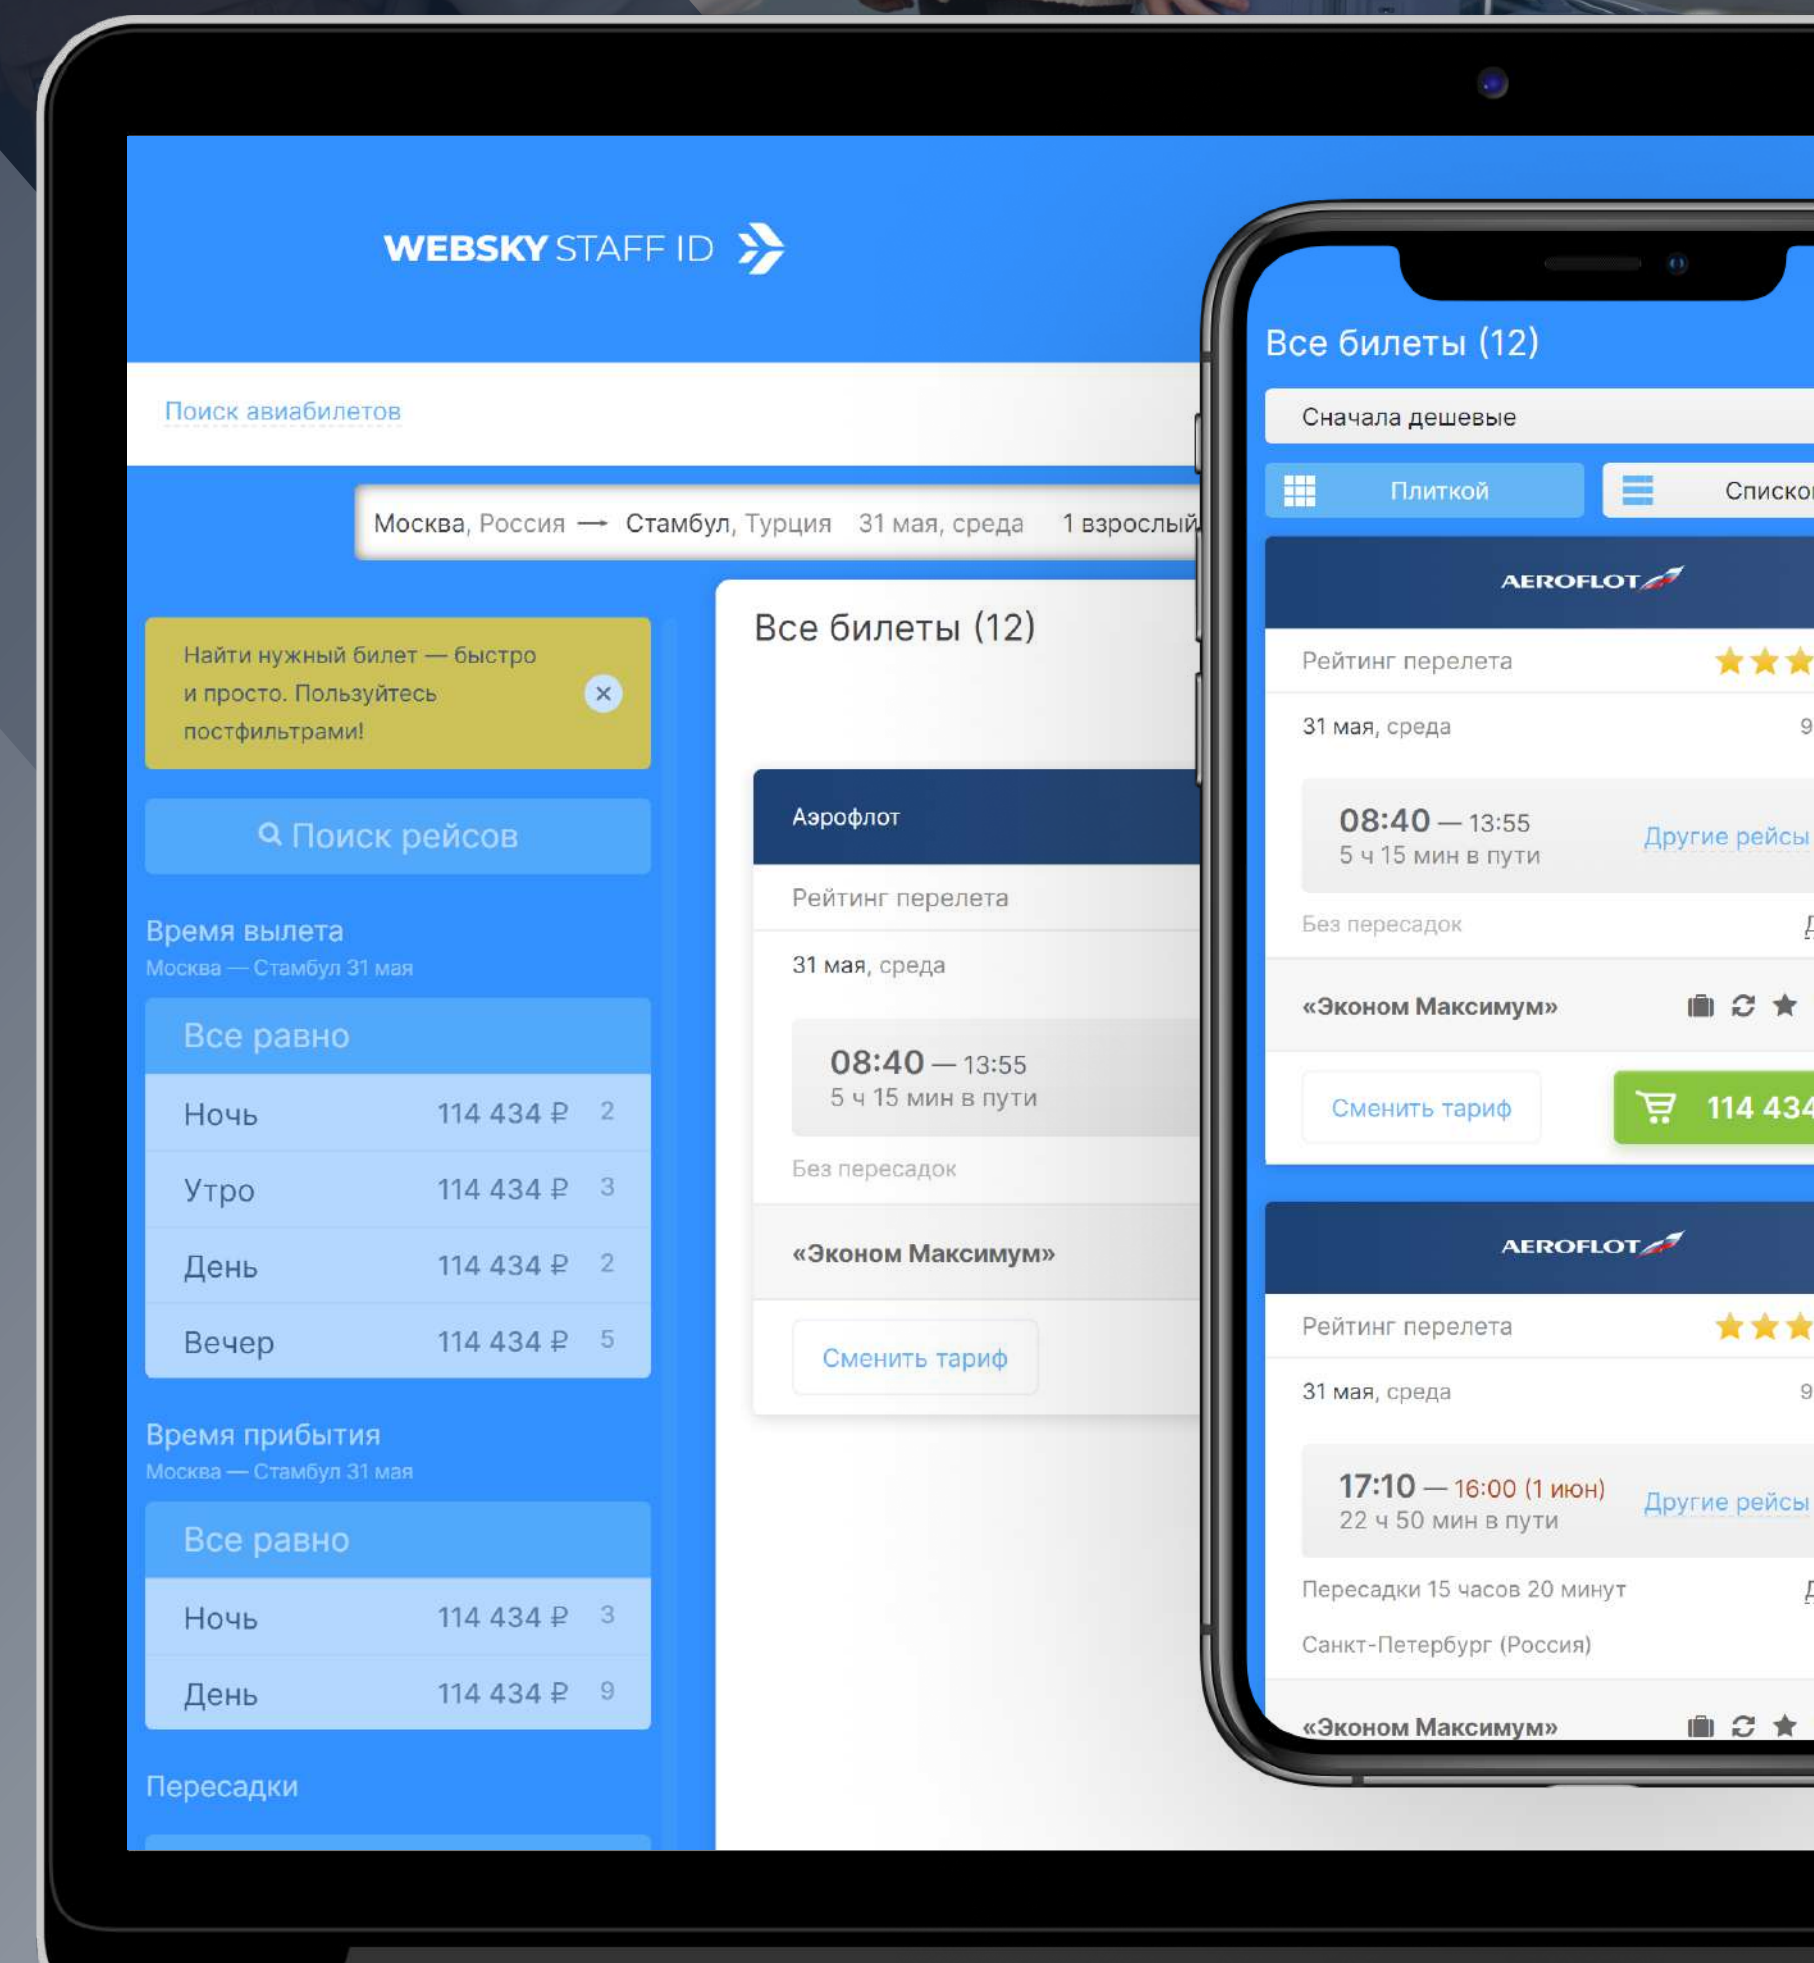 WEBSKY STAFF ID
Поиск авиабилетов
Москва, Россия → Стамбул, Турция 31 мая, среда 1 взрослый
Найти нужный билет — быстро
и просто. Пользуйтесь
постфильтрами!
Поиск рейсов
Время вылета
Москва — Стамбул 31 мая
Все равно
Ночь 114 434 ₽ 2
Утро 114 434 ₽ 3
День 114 434 ₽ 2
Вечер 114 434 ₽ 5
Время прибытия
Москва — Стамбул 31 мая
Все равно
Ночь 114 434 ₽ 3
День 114 434 ₽ 9
Пересадки
Все билеты (12)
Аэрофлот
Рейтинг перелета
31 мая, среда
08:40 — 13:55
5 ч 15 мин в пути
Без пересадок
«Эконом Максимум»
Сменить тариф
Все билеты (12)
Сначала дешевые
Плиткой
AEROFLOT
Рейтинг перелета
31 мая, среда 9
08:40 — 13:55
5 ч 15 мин в пути
Другие рейсы
Без пересадок
«Эконом Максимум»
Сменить тариф 114 434
AEROFLOT
Рейтинг перелета
31 мая, среда 9
17:10 — 16:00 (1 июн)
22 ч 50 мин в пути
Другие рейсы
Пересадки 15 часов 20 минут
Санкт-Петербург (Россия)
«Эконом Максимум»